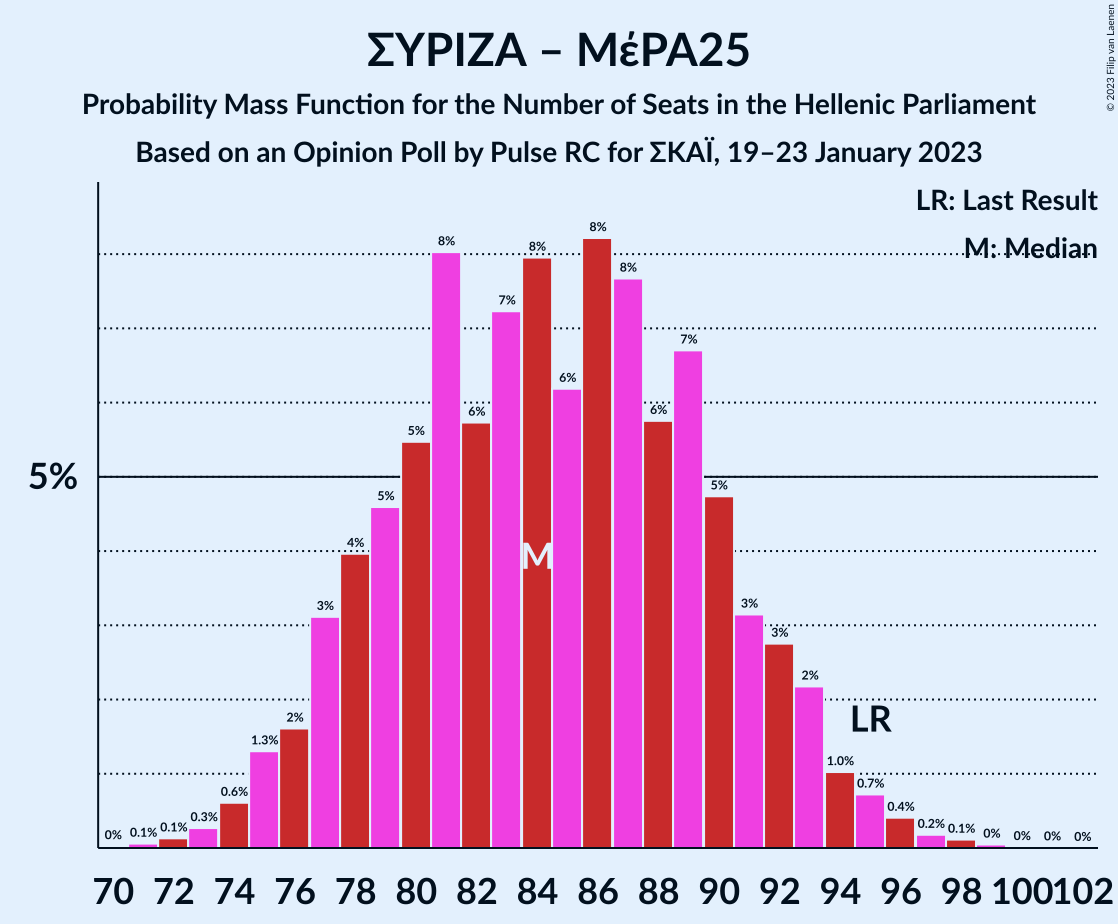 ΣΥΡΙΖΑ – ΜέΡΑ25
Probability Mass Function for the Number of Seats in the Hellenic Parliament
Based on an Opinion Poll by Pulse RC for ΣΚΑΪ, 19–23 January 2023
© 2023 Filip van Laenen
LR: Last Result
M: Median
5%
0% 0.1% 0.1% 0.3% 0.6% 1.3% 2% 3% 4% 5% 5% 8% 6% 7% 8% 6% 8% 8% 6% 7% 5% 3% 3% 2% 1.0% 0.7% 0.4% 0.2% 0.1% 0% 0% 0% 0%
M
LR
70 72 74 76 78 80 82 84 86 88 90 92 94 96 98 100 102